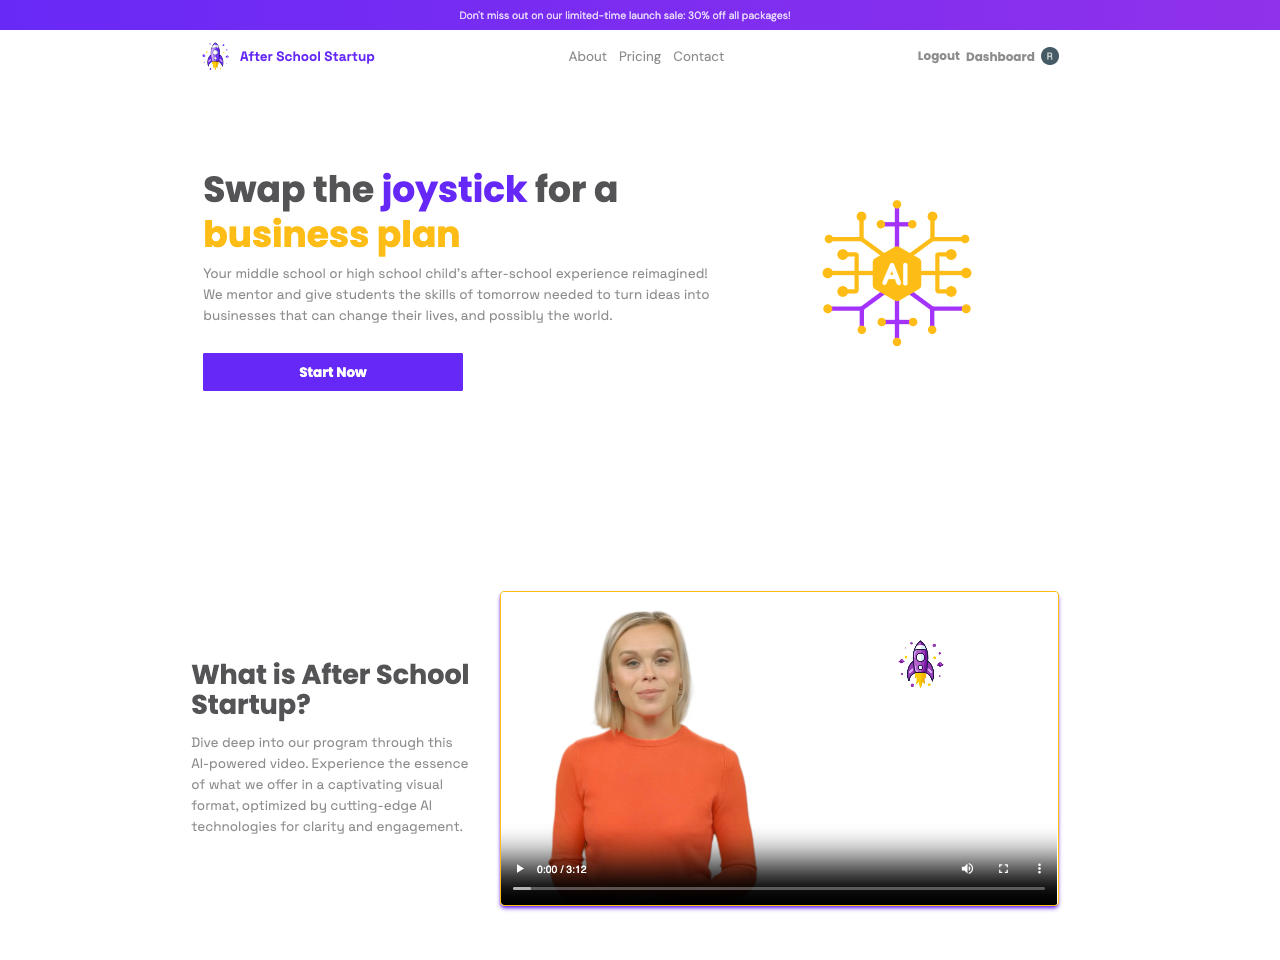 Don't miss out on our limited-time launch sale: 30% off all packages!
After School Startup
About Pricing Contact
Logout Dashboard R
Swap the joystick for a
business plan
Your middle school or high school child's after-school experience reimagined!
We mentor and give students the skills of tomorrow needed to turn ideas into
businesses that can change their lives, and possibly the world.
Start Now
AI
What is After School
Startup?
Dive deep into our program through this
AI-powered video. Experience the essence
of what we offer in a captivating visual
format, optimized by cutting-edge AI
technologies for clarity and engagement.
0:00 / 3:12